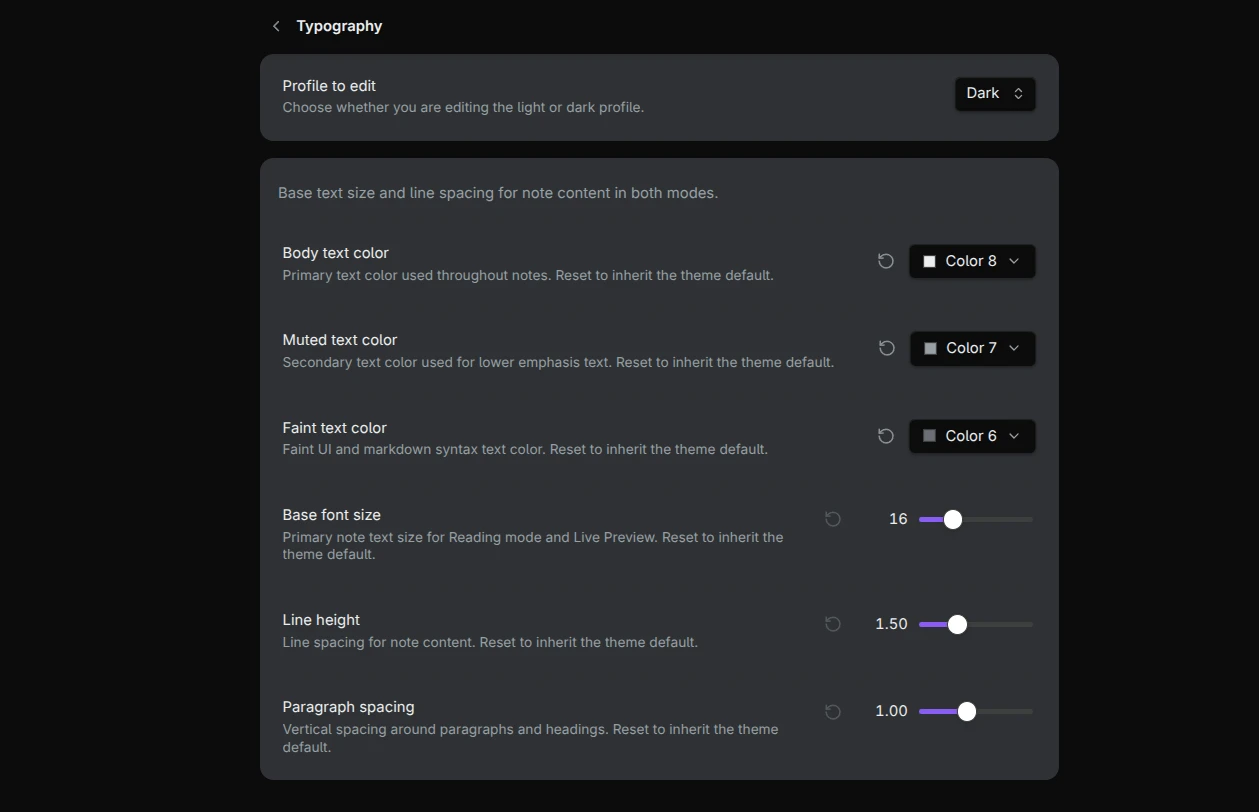 Typography
Profile to edit
Choose whether you are editing the light or dark profile.
Dark
Base text size and line spacing for note content in both modes.
Body text color
Primary text color used throughout notes. Reset to inherit the theme default.
Color 8
Muted text color
Secondary text color used for lower emphasis text. Reset to inherit the theme default.
Color 7
Faint text color
Faint UI and markdown syntax text color. Reset to inherit the theme default.
Color 6
Base font size
Primary note text size for Reading mode and Live Preview. Reset to inherit the
theme default.
16
Line height
Line spacing for note content. Reset to inherit the theme default.
1.50
Paragraph spacing
Vertical spacing around paragraphs and headings. Reset to inherit the theme
default.
1.00